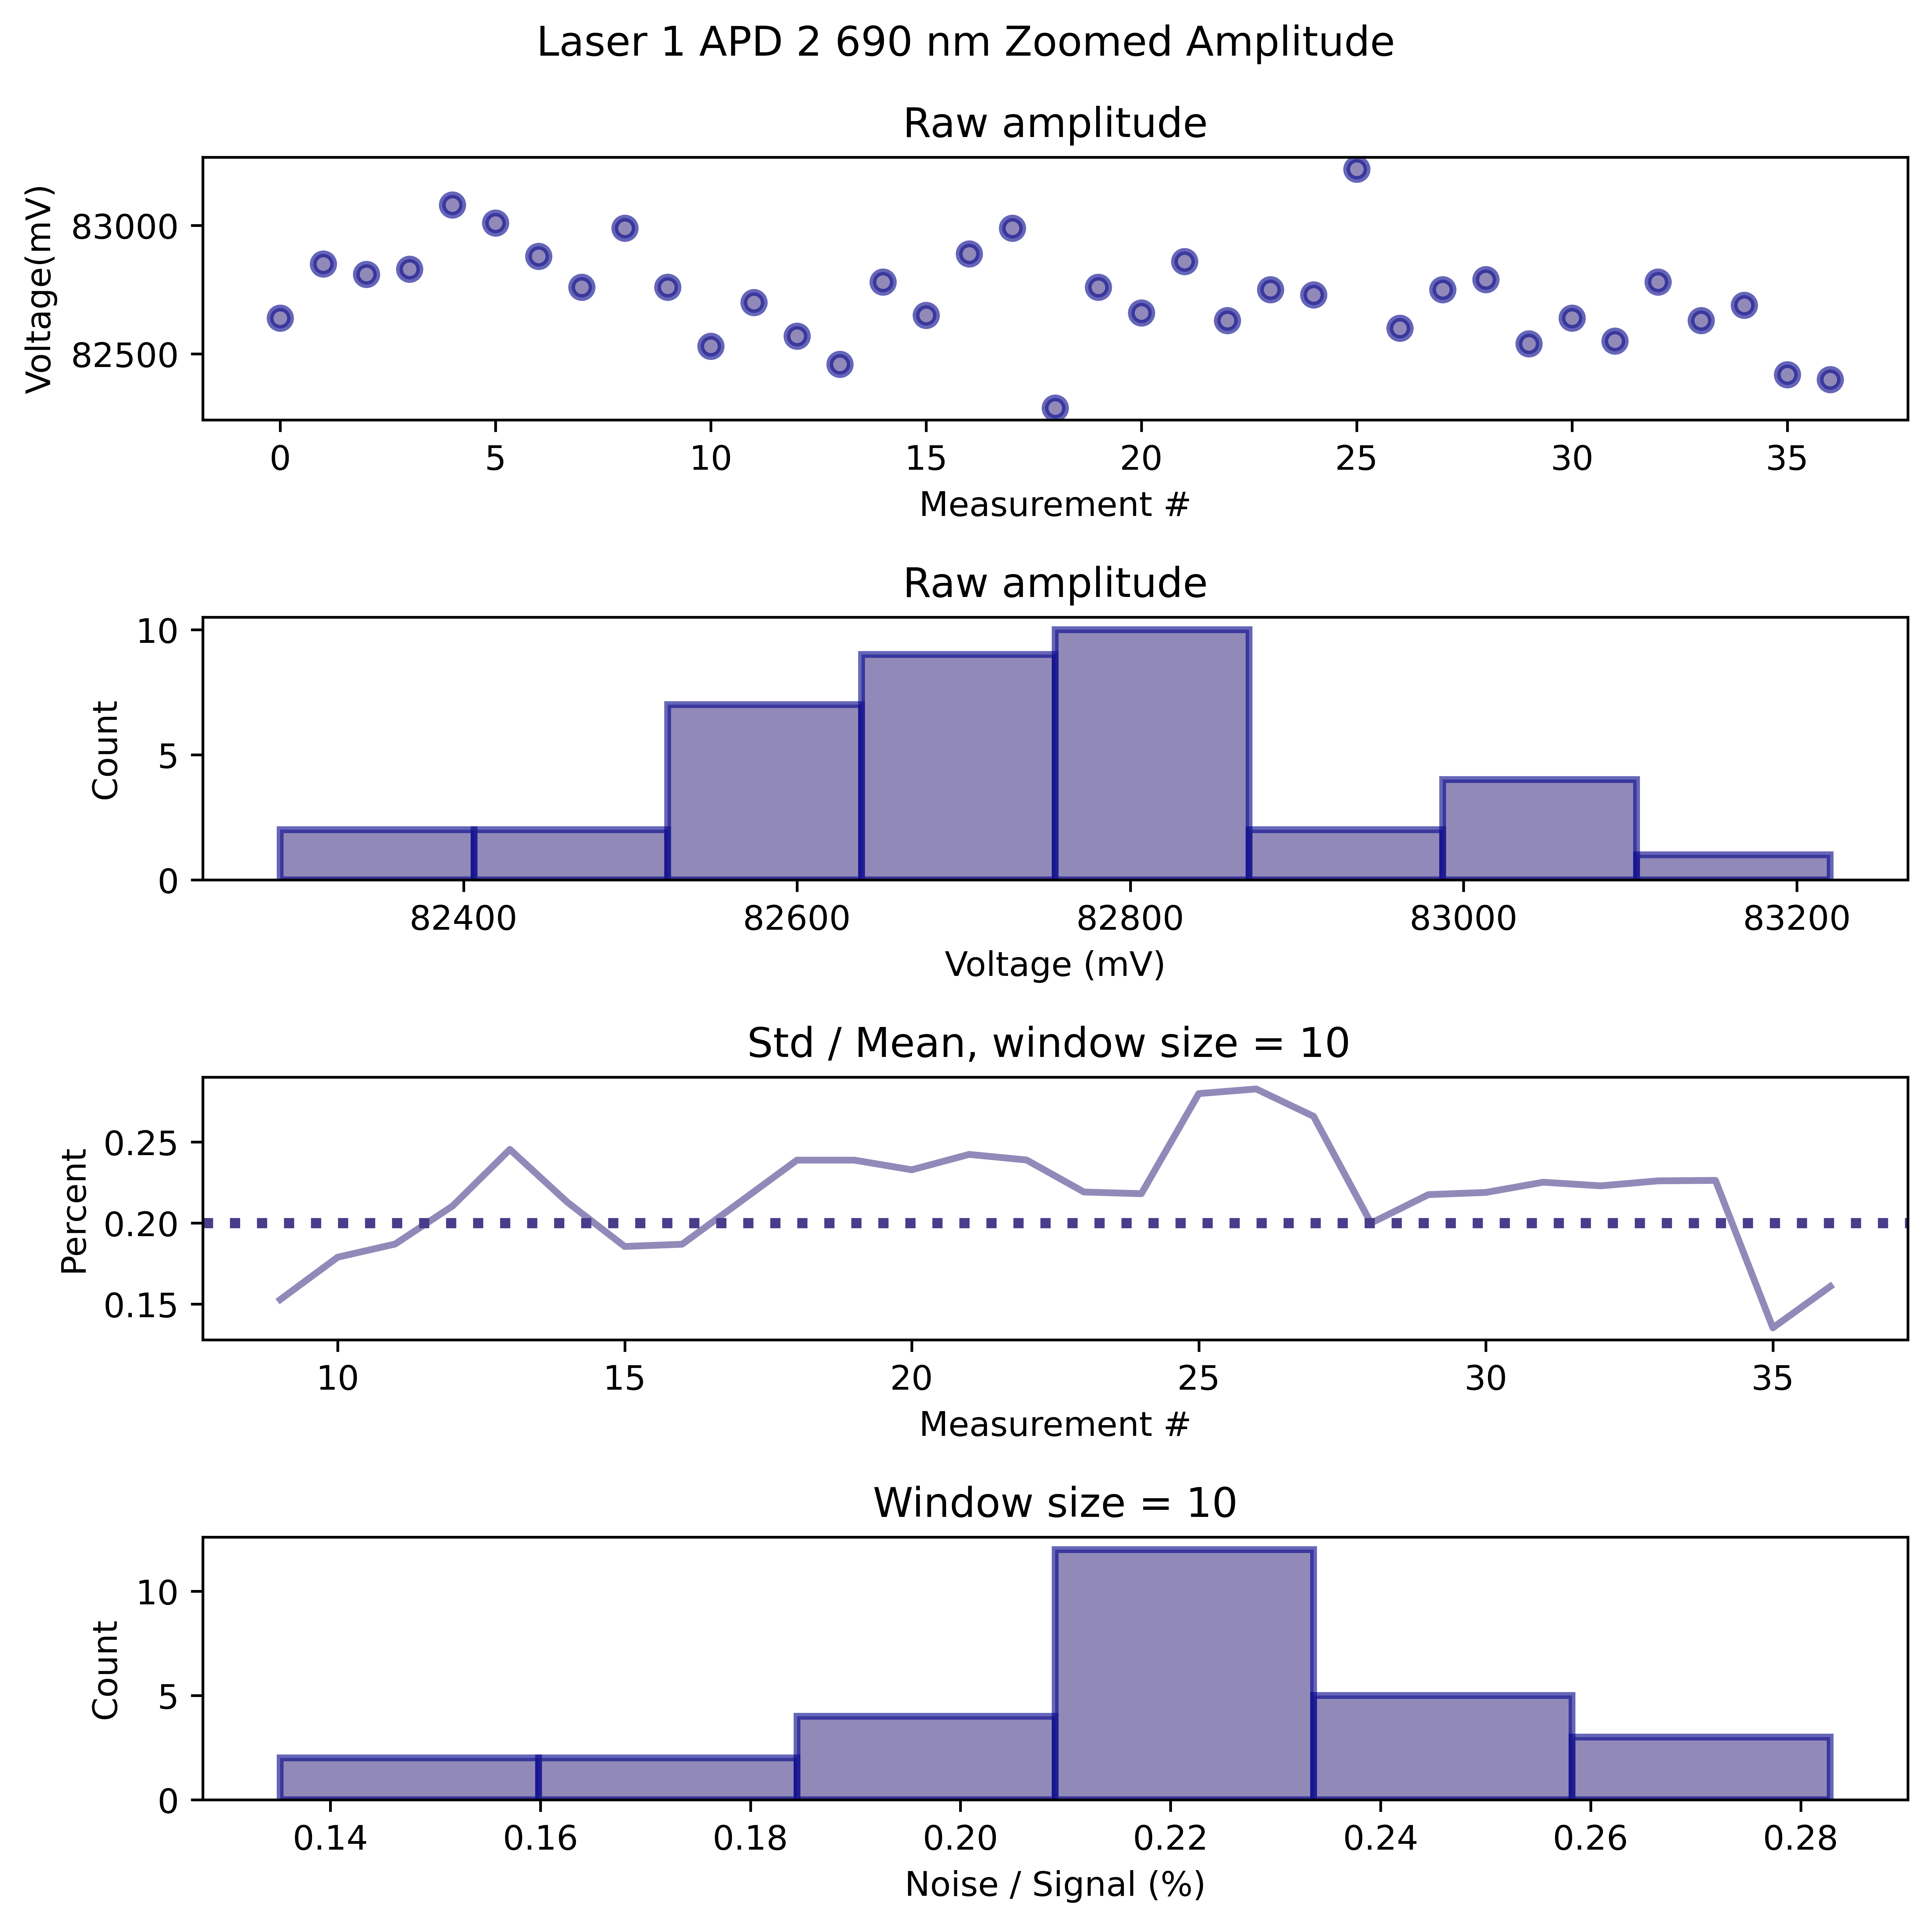 Laser 1 APD 2 690 nm Zoomed Amplitude
Raw amplitude
Voltage(mV)
83000
82500
0 5 10 15 20 25 30 35
Measurement #
Raw amplitude
Count
10
5
0
82400 82600 82800 83000 83200
Voltage (mV)
Std / Mean, window size = 10
Percent
0.25
0.20
0.15
10 15 20 25 30 35
Measurement #
Window size = 10
Count
10
5
0
0.14 0.16 0.18 0.20 0.22 0.24 0.26 0.28
Noise / Signal (%)